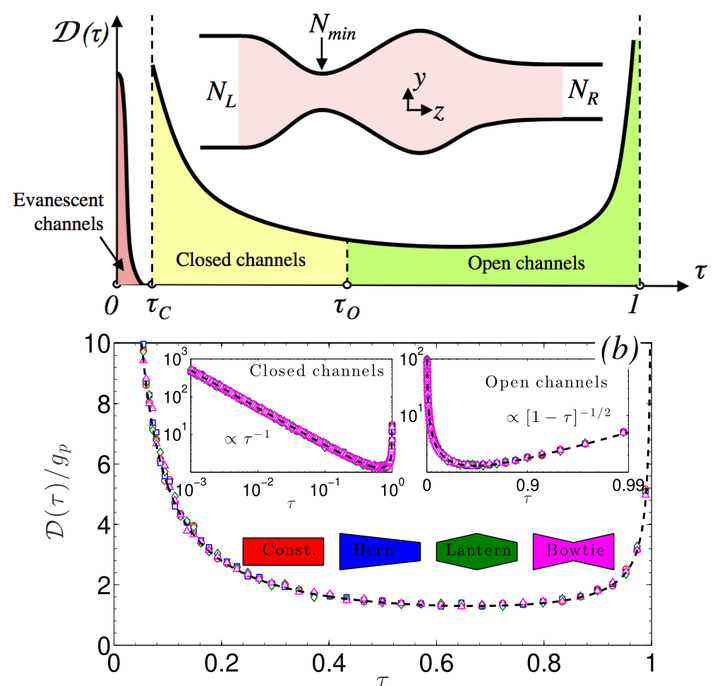 D(τ)
N_min
N_L
y
z
N_R
Evanescent
channels
Closed channels
Open channels
τ
0
τ_C
τ_O
1
(b)
D(τ)/g_p
10
8
6
4
2
0
0
0.2
0.4
0.6
0.8
1
τ
10^3
10^2
10^1
Closed channels
∝ τ^{-1}
10^{-3}
10^{-2}
10^{-1}
10^0
τ
10^2
10^1
Open channels
∝ [1 − τ]^{-1/2}
0
0.9
0.99
τ
Const.
Horn
Lantern
Bowtie